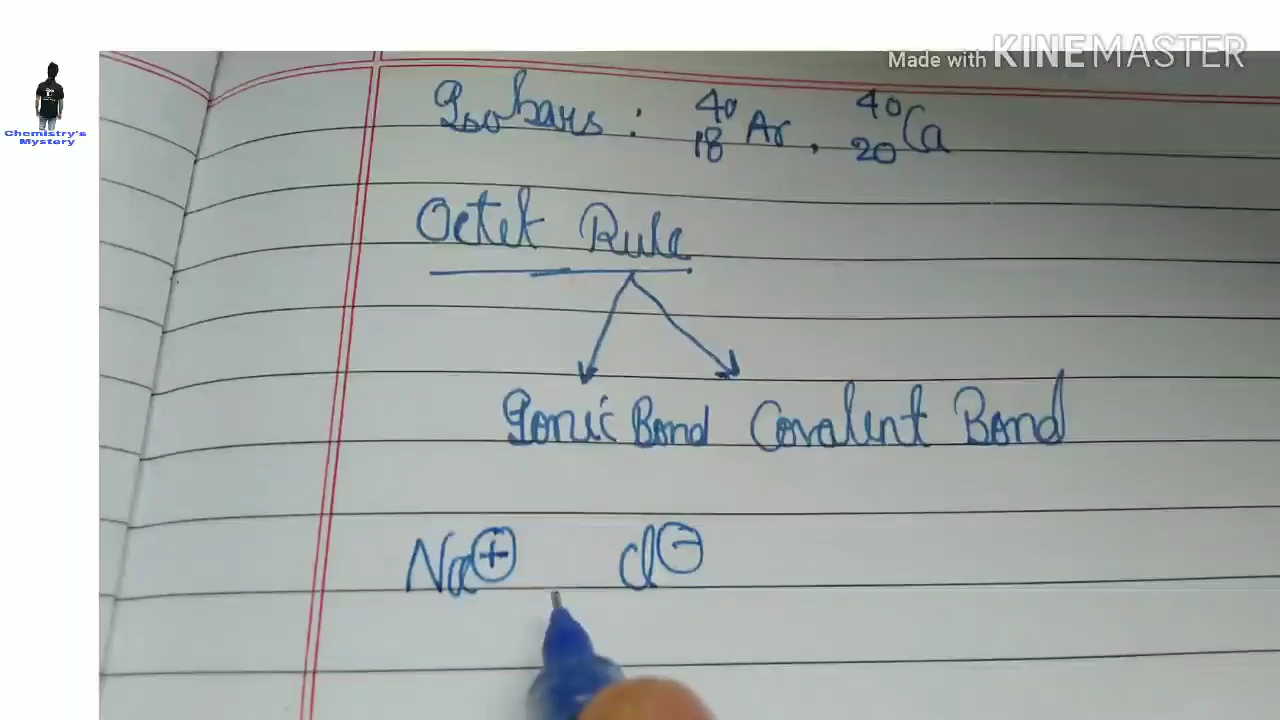 Made with KINEMASTER
Chemistry's
Mystery
Isobars : ⁴⁰₁₈Ar, ⁴⁰₂₀Ca
Octet Rule
Ionic Bond Covalent Bond
Na⊕ Cl⊖